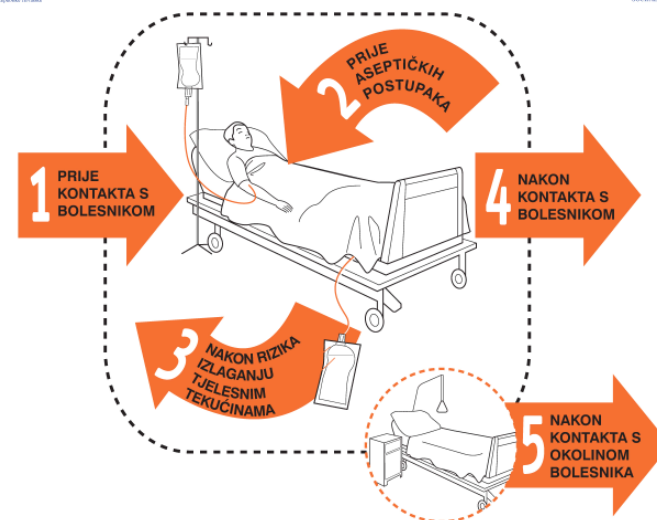 1
PRIJE
KONTAKTA S
BOLESNIKOM
2
PRIJE
ASEPTIČKIH
POSTUPAKA
3
NAKON RIZIKA
IZLAGANJU
TJELESNIM
TEKUĆINAMA
4
NAKON
KONTAKTA S
BOLESNIKOM
5
NAKON
KONTAKTA S
OKOLINOM
BOLESNIKA